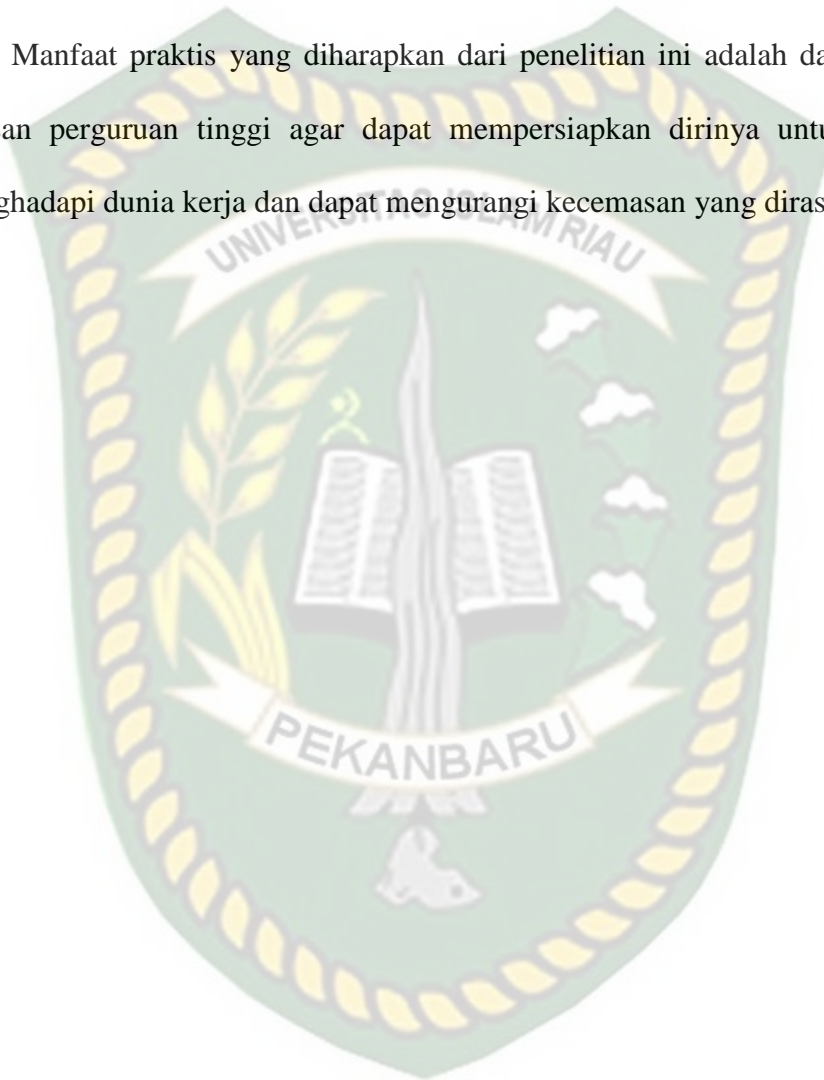 Manfaat praktis yang diharapkan dari penelitian ini adalah da
san perguruan tinggi agar dapat mempersiapkan dirinya untu
ghadapi dunia kerja dan dapat mengurangi kecemasan yang diras
UNIVERSITAS ISLAM RIAU
PEKANBARU